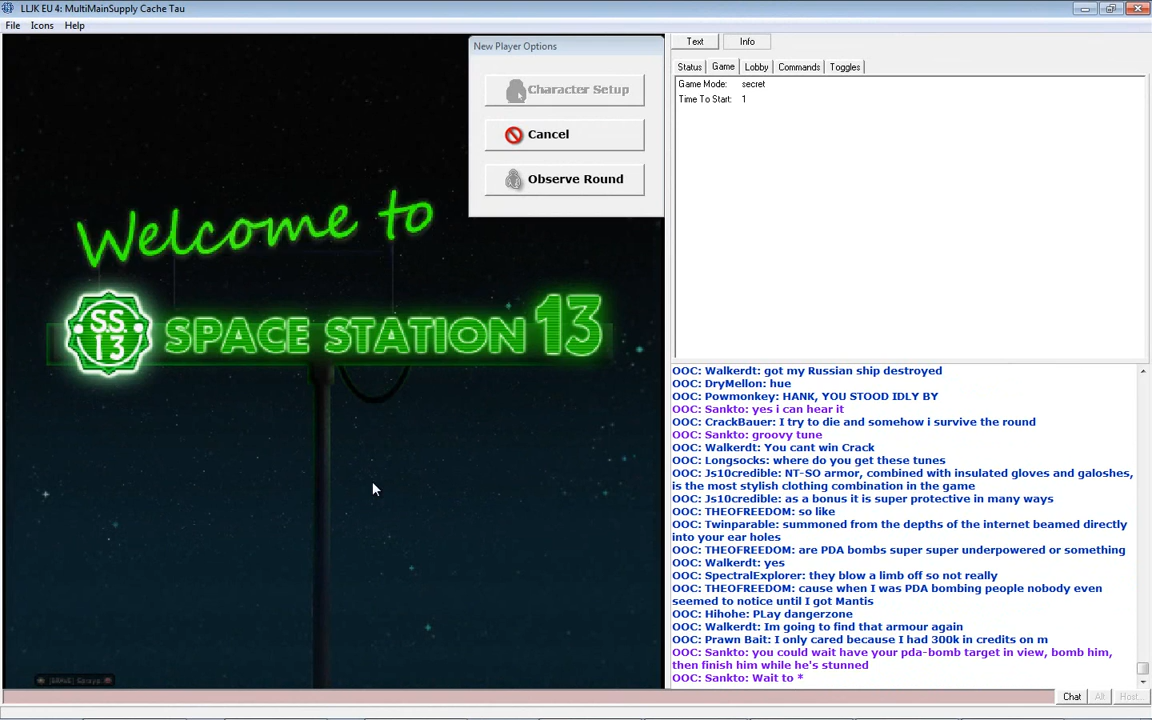 LLJK EU 4: MultiMainSupply Cache Tau
File Icons Help
New Player Options
Character Setup
Cancel
Observe Round
Welcome to
S.S. 13
SPACE STATION 13
Text Info
Status Game Lobby Commands Toggles
Game Mode: secret
Time To Start: 1
OOC: Walkerdt: got my Russian ship destroyed
OOC: DryMellon: hue
OOC: Powmonkey: HANK, YOU STOOD IDLY BY
OOC: Sankto: yes i can hear it
OOC: CrackBauer: I try to die and somehow i survive the round
OOC: Sankto: groovy tune
OOC: Walkerdt: You cant win Crack
OOC: Longsocks: where do you get these tunes
OOC: Js10credible: NT-SO armor, combined with insulated gloves and galoshes,
is the most stylish clothing combination in the game
OOC: Js10credible: as a bonus it is super protective in many ways
OOC: THEOFREEDOM: so like
OOC: Twinparable: summoned from the depths of the internet beamed directly
into your ear holes
OOC: THEOFREEDOM: are PDA bombs super super underpowered or something
OOC: Walkerdt: yes
OOC: SpectralExplorer: they blow a limb off so not really
OOC: THEOFREEDOM: cause when I was PDA bombing people nobody even
seemed to notice until I got Mantis
OOC: Hihohe: PLay dangerzone
OOC: Walkerdt: Im going to find that armour again
OOC: Prawn Bait: I only cared because I had 300k in credits on m
OOC: Sankto: you could wait have your pda-bomb target in view, bomb him,
then finish him while he's stunned
OOC: Sankto: Wait to *
Chat Alt Host...